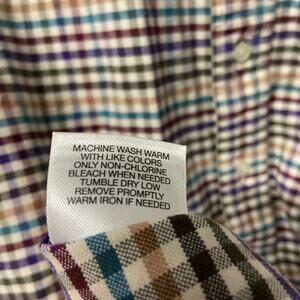 MACHINE WASH WARM
WITH LIKE COLORS
ONLY NON-CHLORINE
BLEACH WHEN NEEDED
TUMBLE DRY LOW
REMOVE PROMPTLY
WARM IRON IF NEEDED